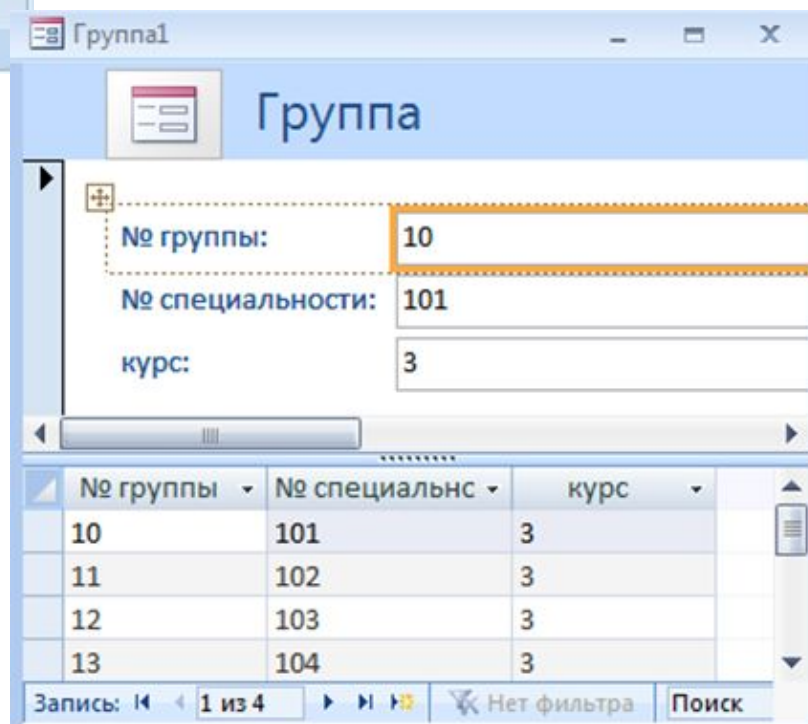 Группа1
Группа
№ группы: 10
№ специальности: 101
курс: 3
№ группы № специальнс курс
10 101 3
11 102 3
12 103 3
13 104 3
Запись: 1 из 4 Нет фильтра Поиск